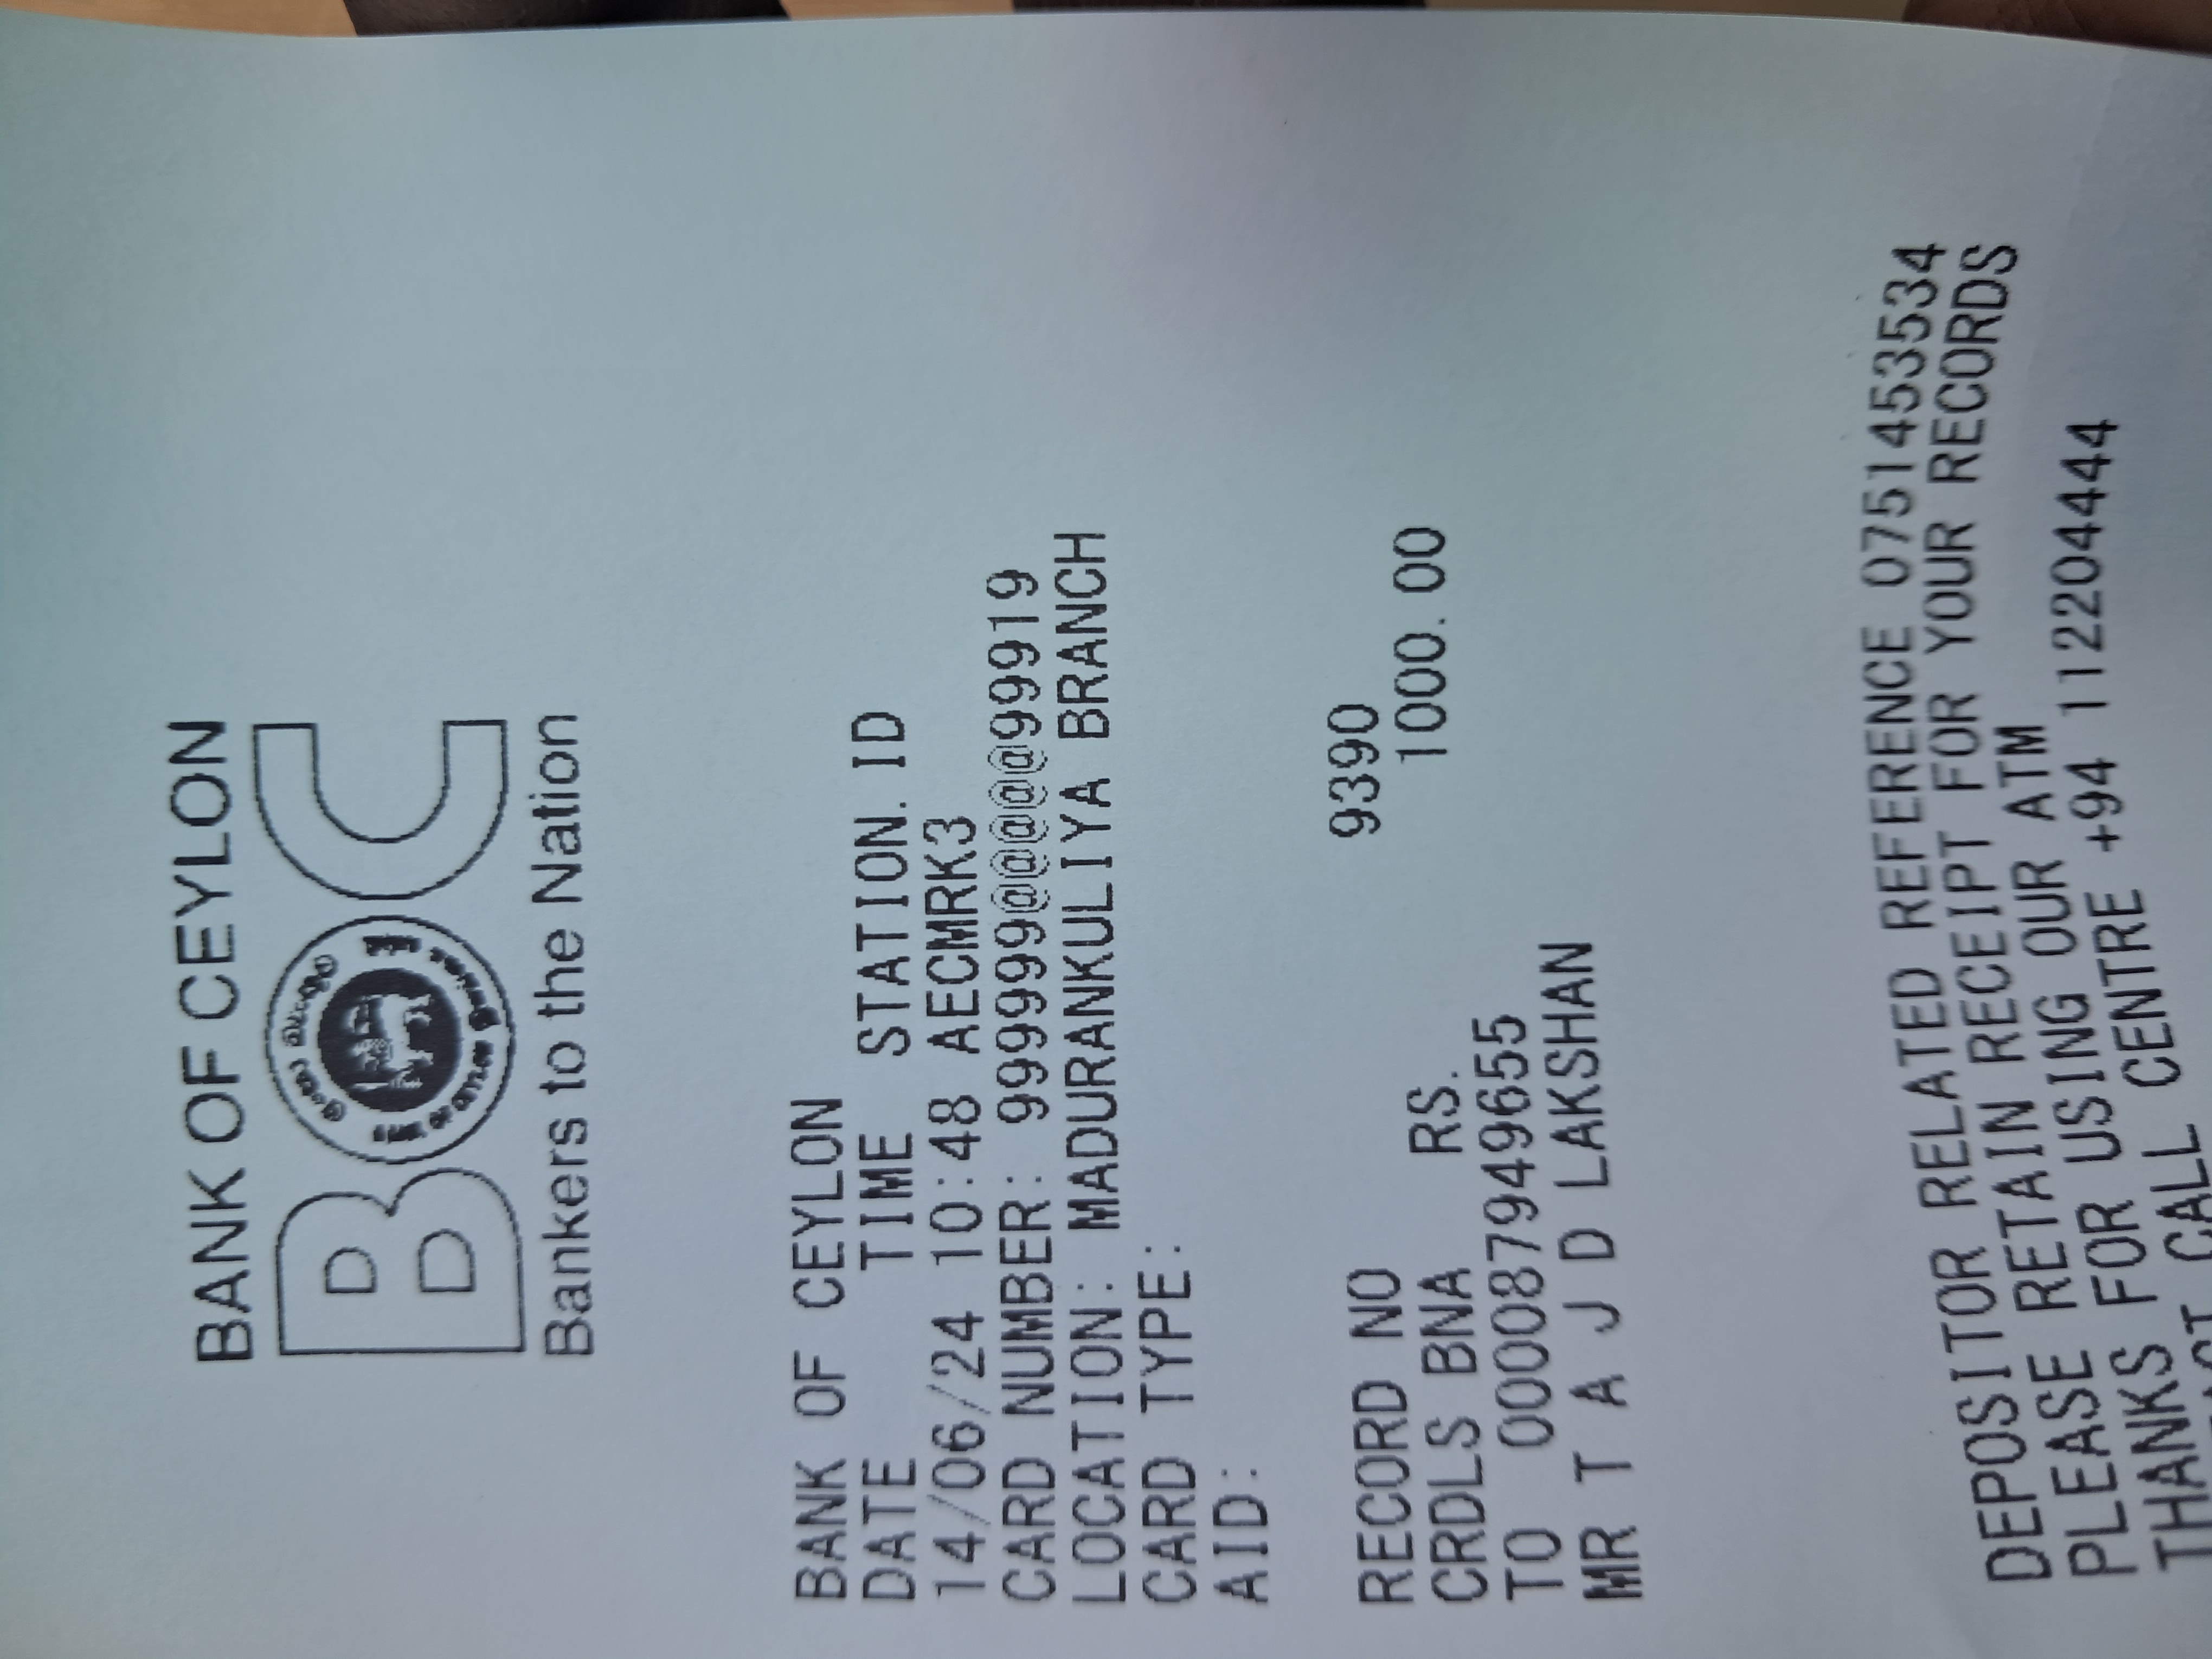 BANK OF CEYLON
BOC
Bankers to the Nation
BANK OF CEYLON
DATE TIME STATION. ID
14/06/24 10:48 AECMRK3
CARD NUMBER: 999999@@@@@99919
LOCATION: MADURANKULIYA BRANCH
CARD TYPE:
AID:
RECORD NO 9390
CRDLS BNA RS. 1000.00
TO 000087949655
MR T A J D LAKSHAN
DEPOSITOR RELATED REFERENCE 0751453534
PLEASE RETAIN RECEIPT FOR YOUR RECORDS
THANKS FOR USING OUR ATM
CALL CENTRE +94 112204444